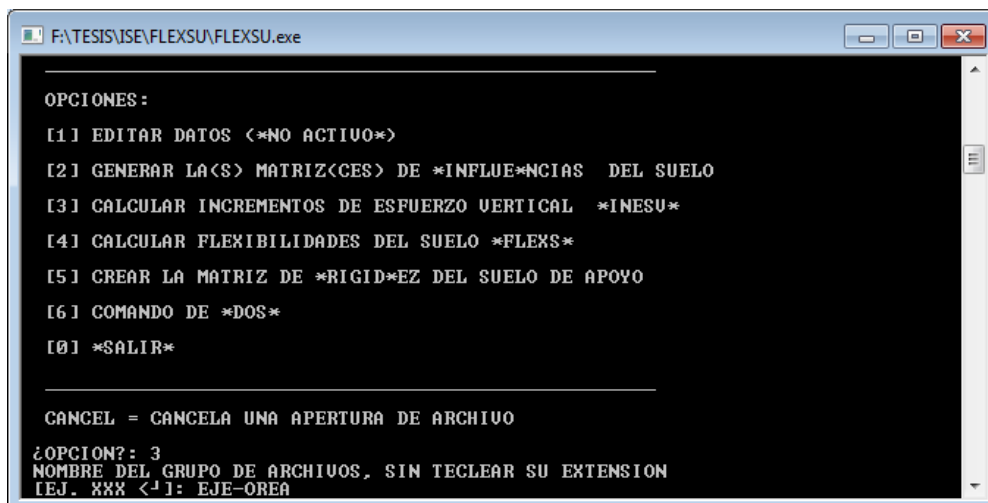 F:\TESIS\ISE\FLEXSU\FLEXSU.exe
OPCIONES:
[1] EDITAR DATOS (*NO ACTIVO*)
[2] GENERAR LA(S) MATRIZ(CES) DE *INFLUE*NCIAS  DEL SUELO
[3] CALCULAR INCREMENTOS DE ESFUERZO VERTICAL  *INESV*
[4] CALCULAR FLEXIBILIDADES DEL SUELO *FLEXS*
[5] CREAR LA MATRIZ DE *RIGID*EZ DEL SUELO DE APOYO
[6] COMANDO DE *DOS*
[0] *SALIR*
CANCEL = CANCELA UNA APERTURA DE ARCHIVO
¿OPCION?: 3
NOMBRE DEL GRUPO DE ARCHIVOS, SIN TECLEAR SU EXTENSION
[EJ. XXX <┘]: EJE-OREA